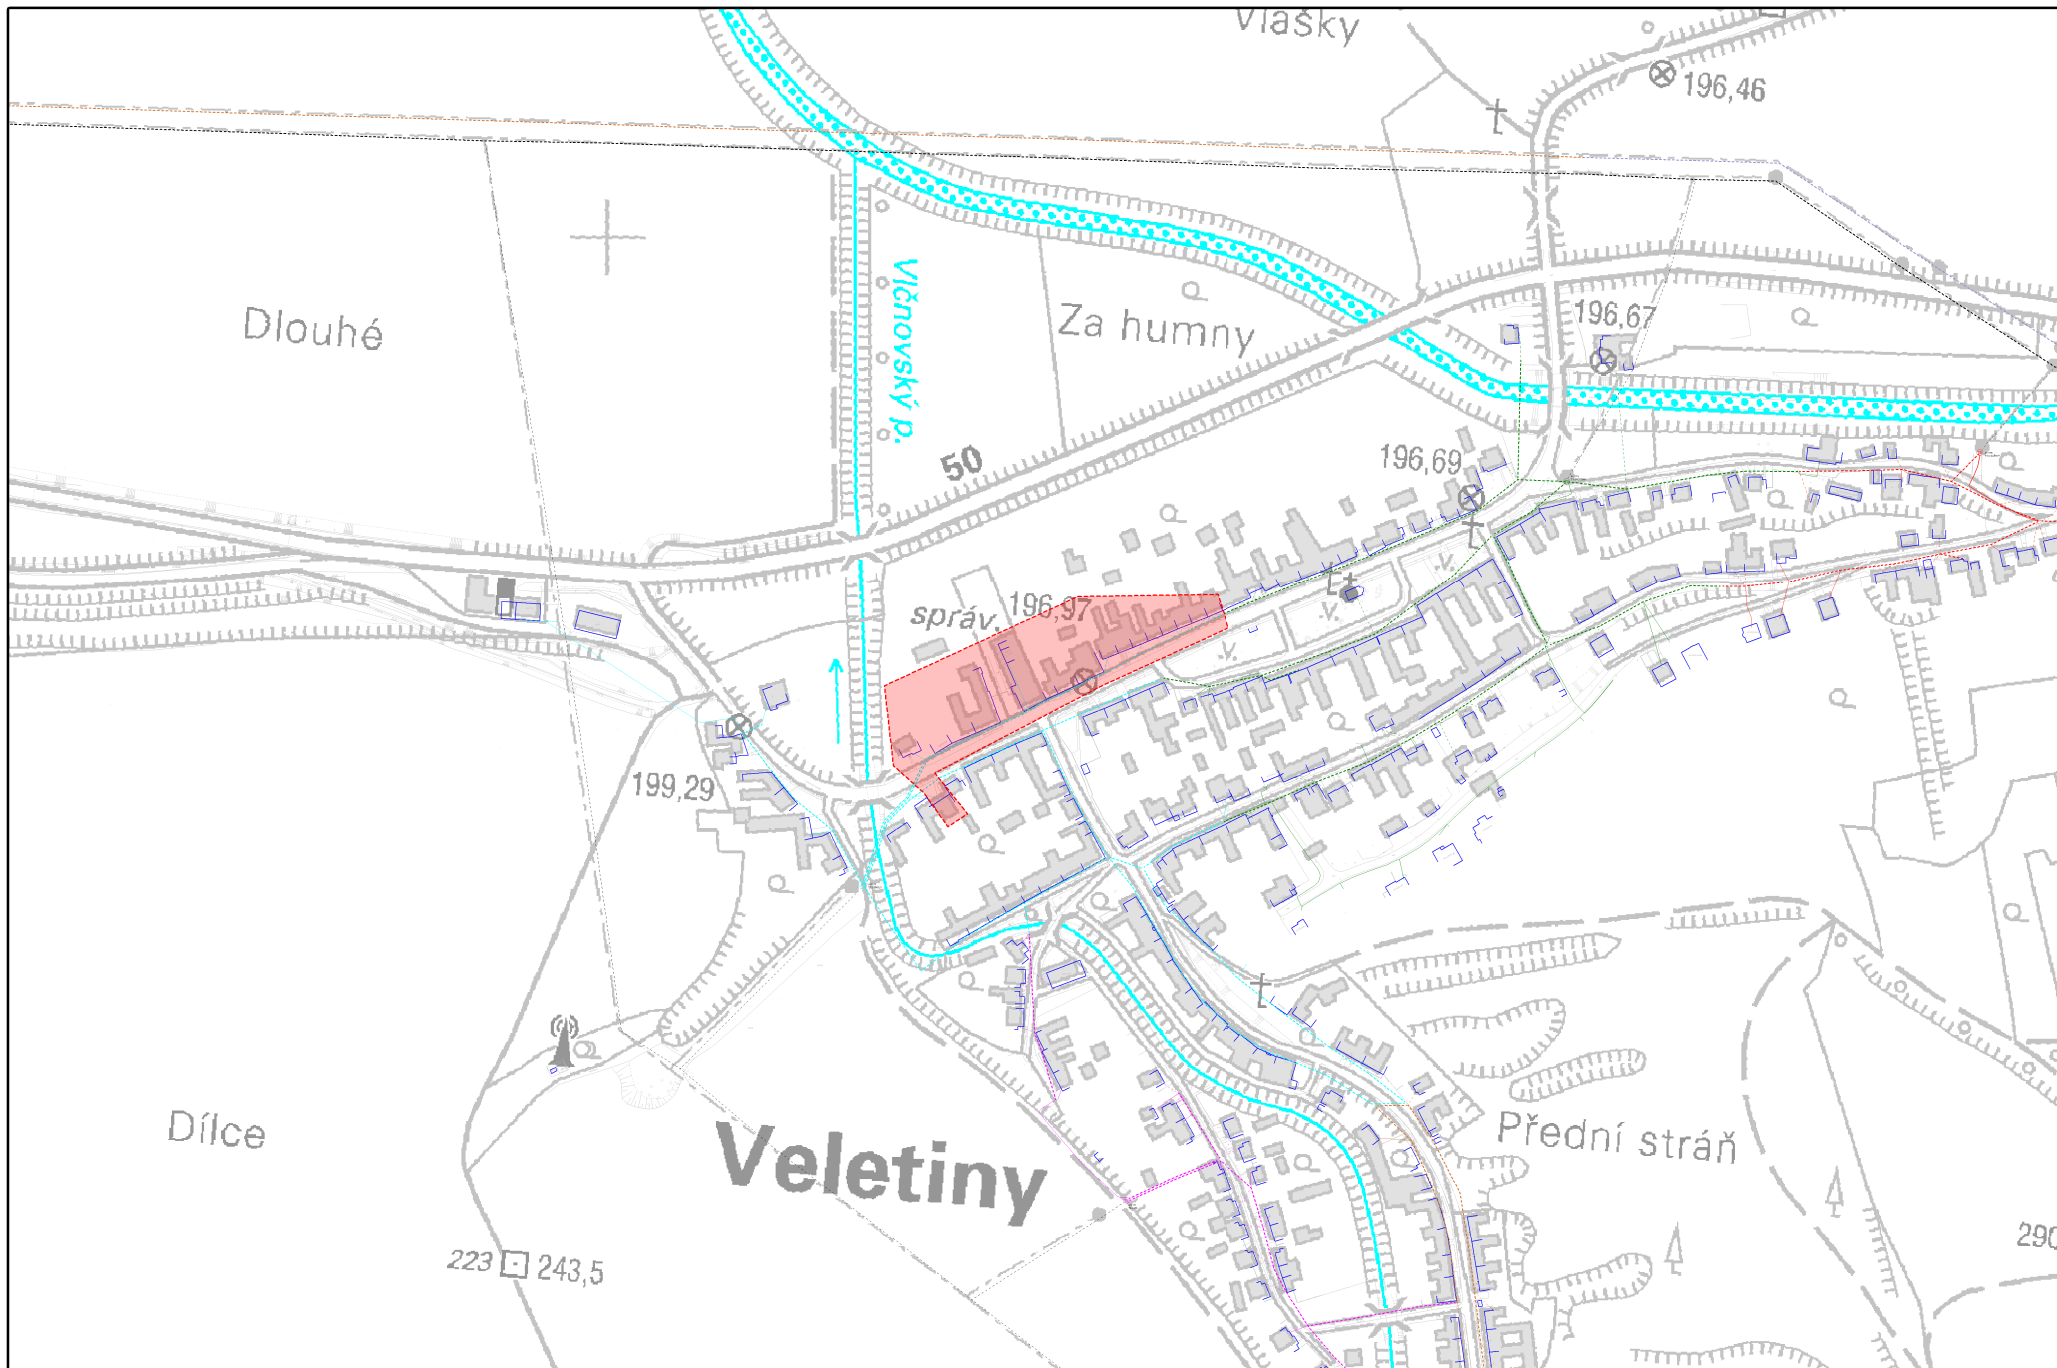 Vlašky
196,46
Dlouhé
Vlčnovský p.
Za humny
196,67
50
196,69
správ.
196,97
199,29
Dílce
Veletiny
Přední stráň
223
243,5
290